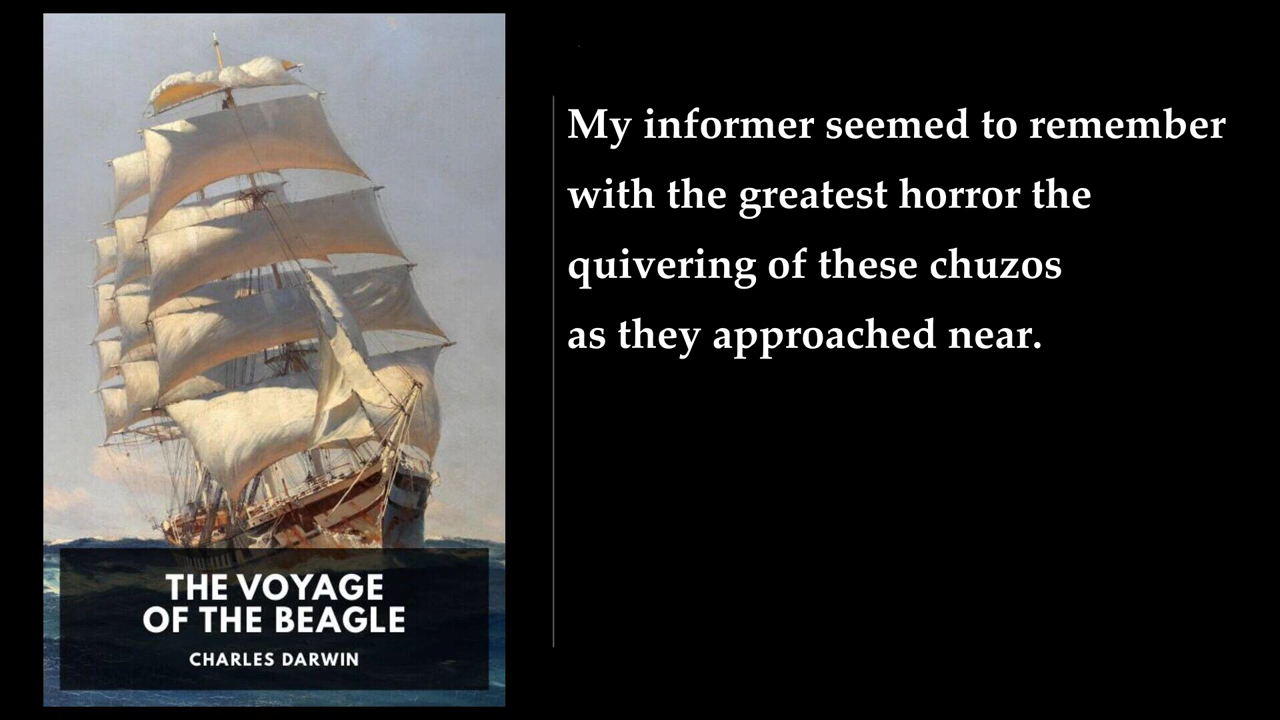 THE VOYAGE
OF THE BEAGLE
CHARLES DARWIN
My informer seemed to remember
with the greatest horror the
quivering of these chuzos
as they approached near.